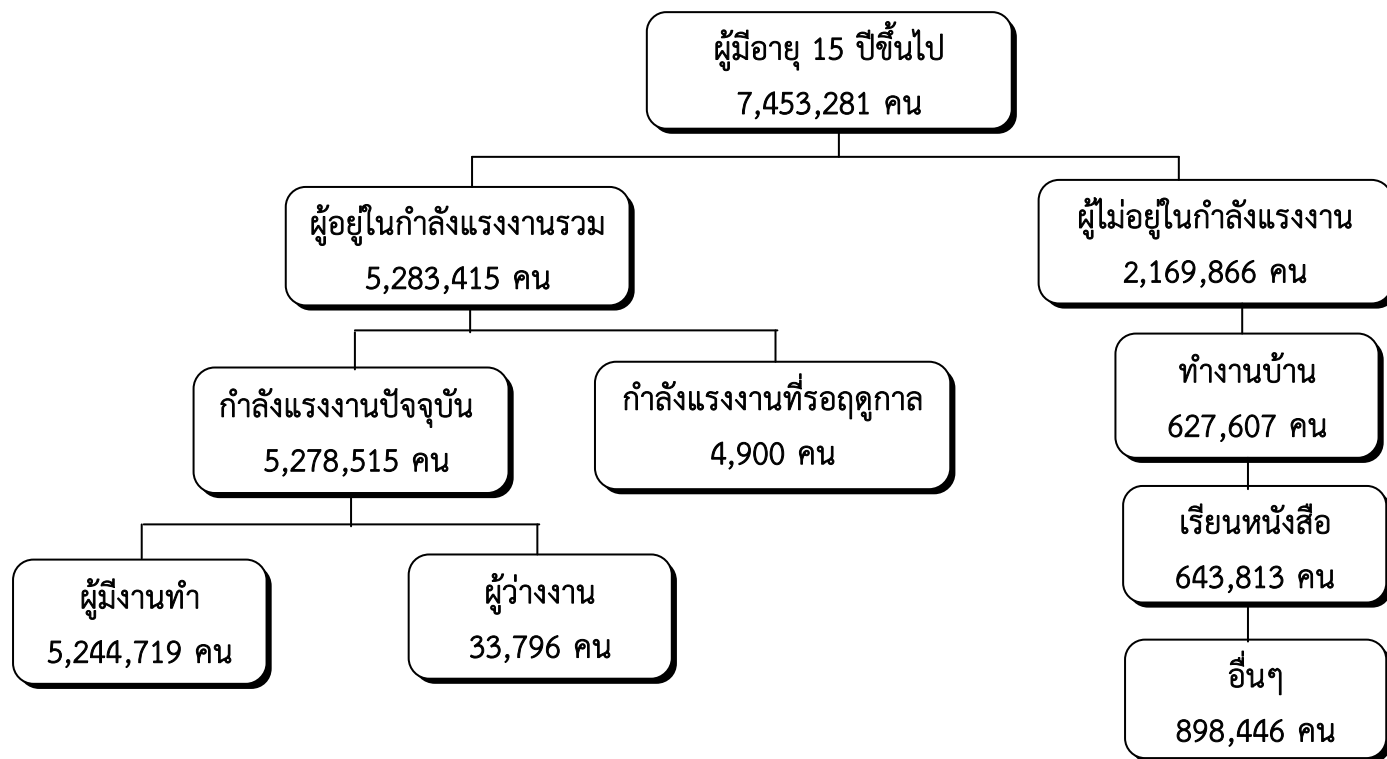 ผู้มีอายุ 15 ปีขึ้นไป
7,453,281 คน
ผู้อยู่ในกำลังแรงงานรวม
5,283,415 คน
ผู้ไม่อยู่ในกำลังแรงงาน
2,169,866 คน
กำลังแรงงานปัจจุบัน
5,278,515 คน
กำลังแรงงานที่รอฤดูกาล
4,900 คน
ทำงานบ้าน
627,607 คน
เรียนหนังสือ
643,813 คน
ผู้มีงานทำ
5,244,719 คน
ผู้ว่างงาน
33,796 คน
อื่นๆ
898,446 คน